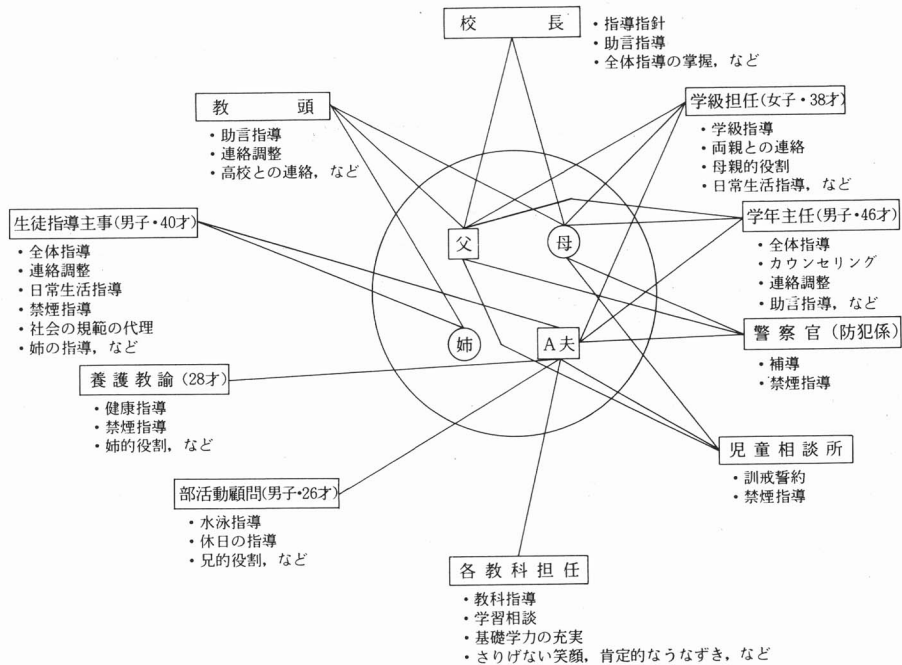 校長
・指導指針
・助言指導
・全体指導の掌握，など
教頭
・助言指導
・連絡調整
・高校との連絡，など
学級担任(女子・38才)
・学級指導
・両親との連絡
・母親的役割
・日常生活指導，など
生徒指導主事(男子・40才)
・全体指導
・連絡調整
・日常生活指導
・禁煙指導
・社会の規範の代理
・姉の指導，など
父
母
姉
A夫
学年主任(男子・46才)
・全体指導
・カウンセリング
・連絡調整
・助言指導，など
警察官(防犯係)
・補導
・禁煙指導
養護教諭(28才)
・健康指導
・禁煙指導
・姉的役割，など
児童相談所
・訓戒誓約
・禁煙指導
部活動顧問(男子・26才)
・水泳指導
・休日の指導
・兄的役割，など
各教科担任
・教科指導
・学習相談
・基礎学力の充実
・さりげない笑顔，肯定的なうなずき，など